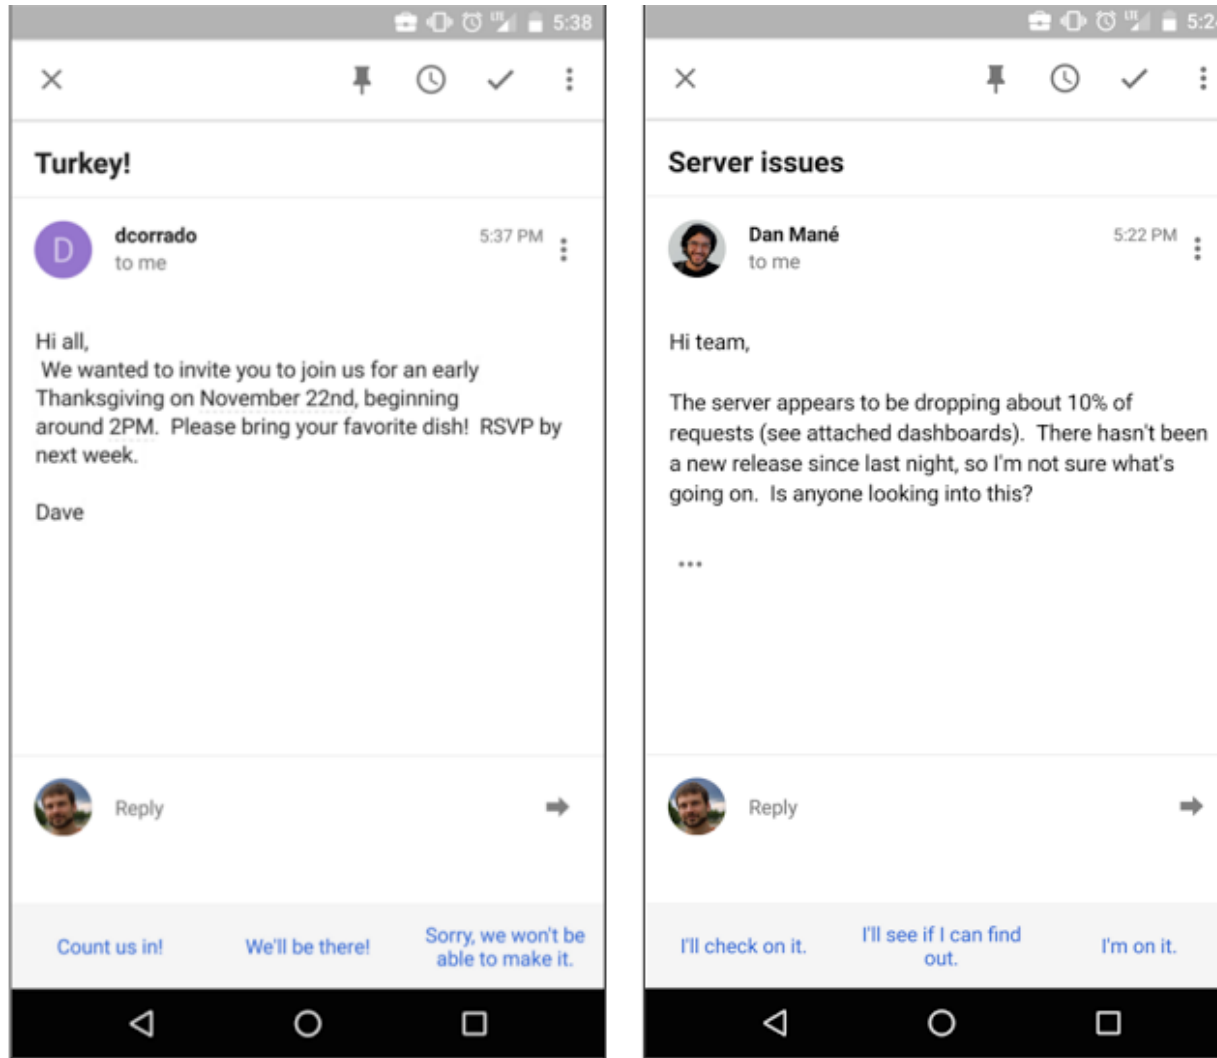 5:38
Turkey!
D
dcorrado
5:37 PM
to me
Hi all,
We wanted to invite you to join us for an early
Thanksgiving on November 22nd, beginning
around 2PM.  Please bring your favorite dish!  RSVP by
next week.
Dave
Reply
Count us in!
We'll be there!
Sorry, we won't be
able to make it.
LTE
Server issues
Dan Mané
5:22 PM
to me
Hi team,
The server appears to be dropping about 10% of
requests (see attached dashboards).  There hasn't been
a new release since last night, so I'm not sure what's
going on.  Is anyone looking into this?
...
Reply
I'll check on it.
I'll see if I can find
out.
I'm on it.